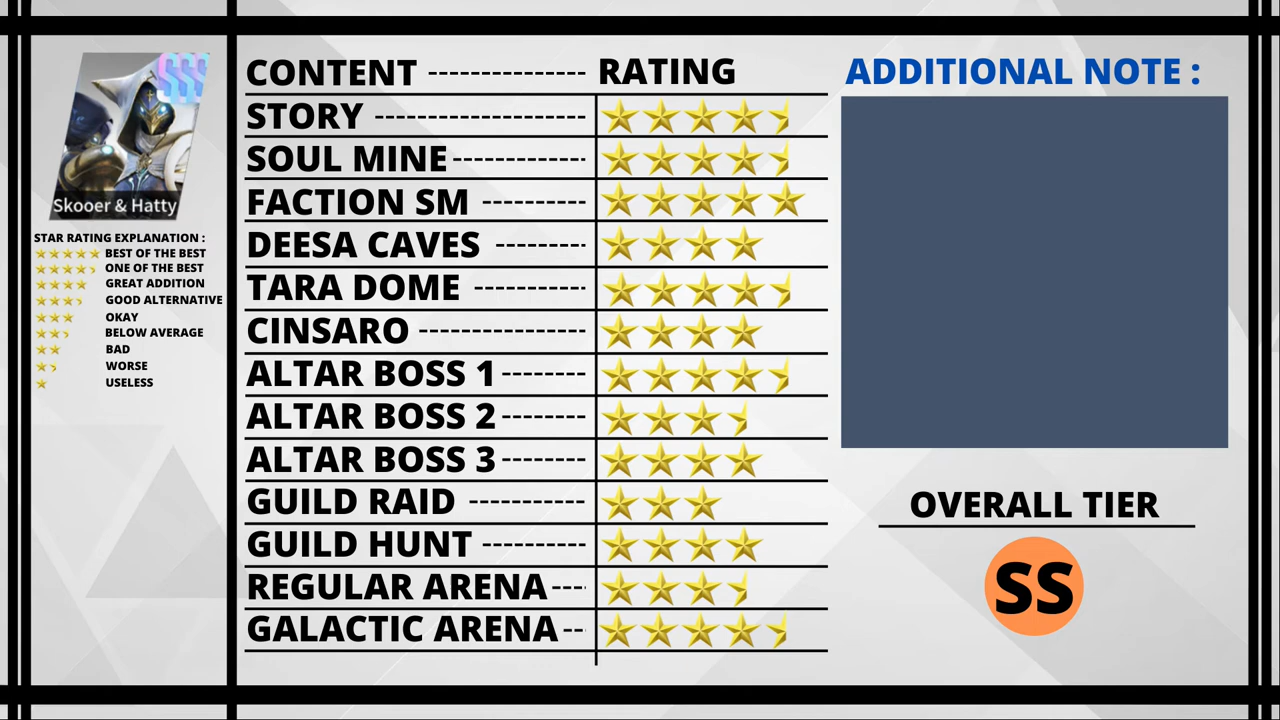 SSS
Skooer & Hatty
STAR RATING EXPLANATION :
BEST OF THE BEST
ONE OF THE BEST
GREAT ADDITION
GOOD ALTERNATIVE
OKAY
BELOW AVERAGE
BAD
WORSE
USELESS
CONTENT -------------- RATING
STORY
SOUL MINE
FACTION SM
DEESA CAVES
TARA DOME
CINSARO
ALTAR BOSS 1
ALTAR BOSS 2
ALTAR BOSS 3
GUILD RAID
GUILD HUNT
REGULAR ARENA
GALACTIC ARENA
ADDITIONAL NOTE :
OVERALL TIER
SS